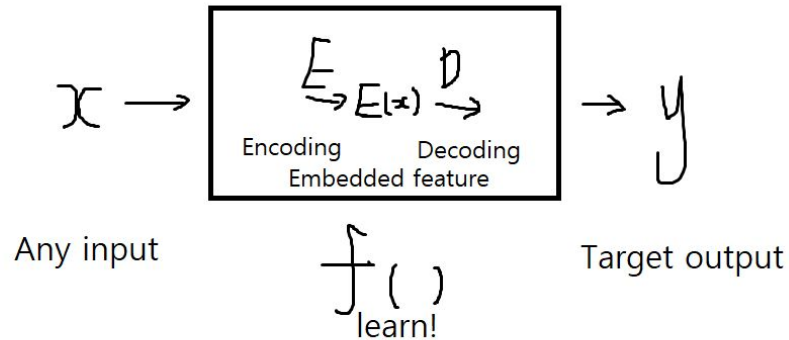 x → E → E(x) D → → y
Encoding Decoding
Embedded feature
Any input f( ) Target output
learn!